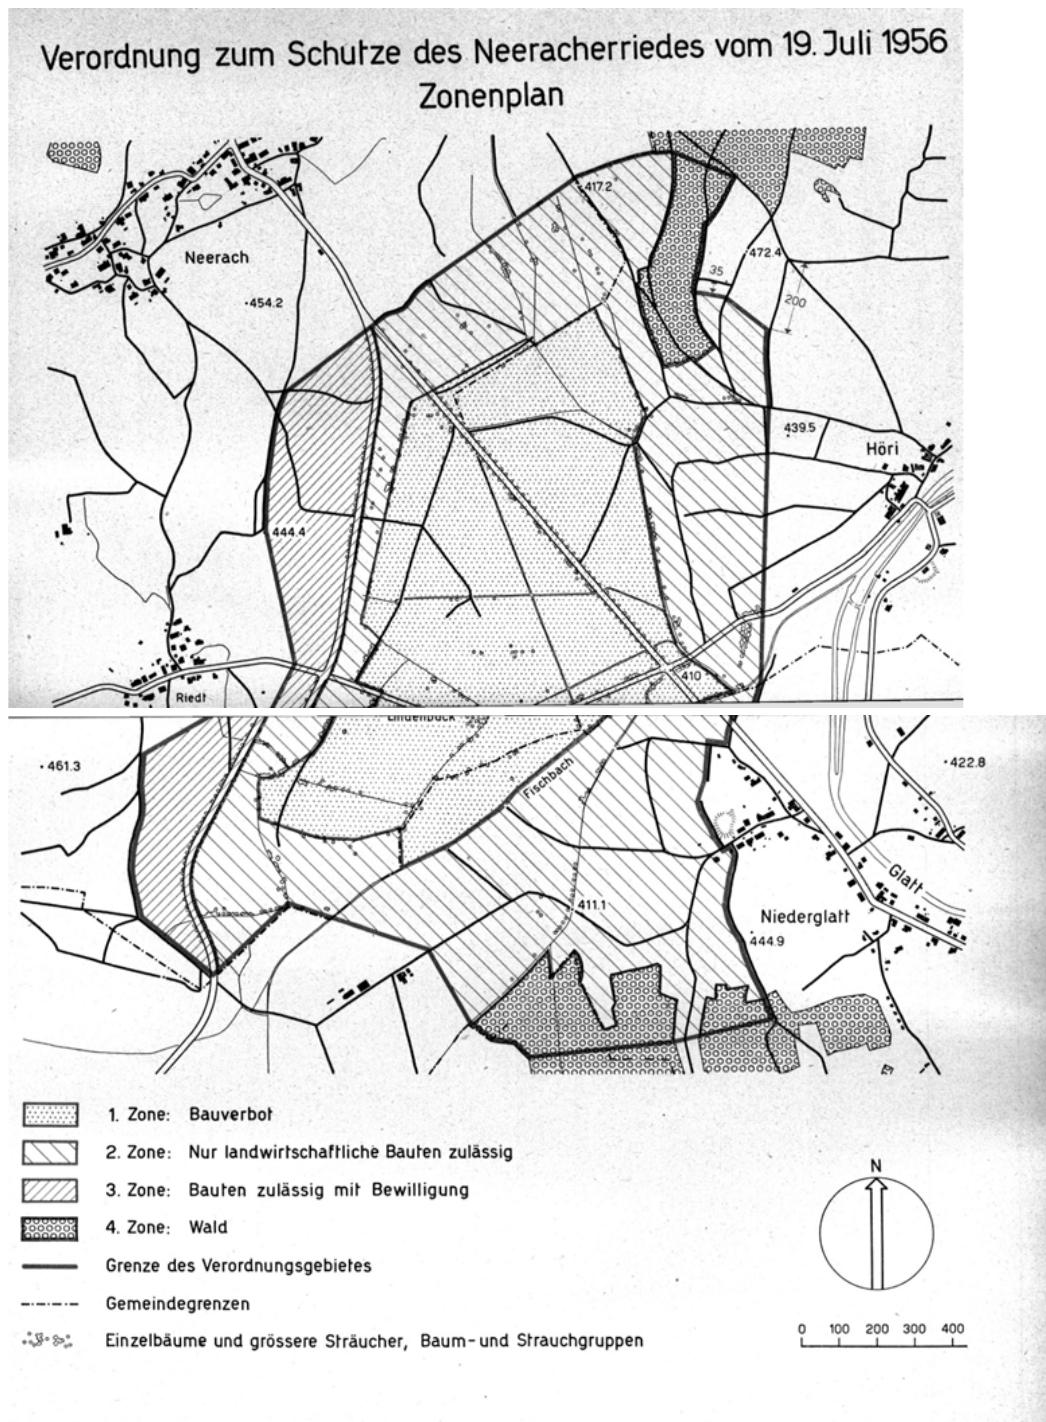 Verordnung zum Schutze des Neeracherriedes vom 19. Juli 1956
Zonenplan
417.2
Neerach
472.4
35
454.2
200
439.5
Höri
444.4
410
Riedt
Lindenbuck
461.3
Fischbach
422.8
Glatt
411.1
Niederglatt
444.9
1. Zone: Bauverbot
2. Zone: Nur landwirtschaftliche Bauten zulässig
N
3. Zone: Bauten zulässig mit Bewilligung
4. Zone: Wald
Grenze des Verordnungsgebietes
Gemeindegrenzen
Einzelbäume und grössere Sträucher, Baum- und Strauchgruppen
0 100 200 300 400